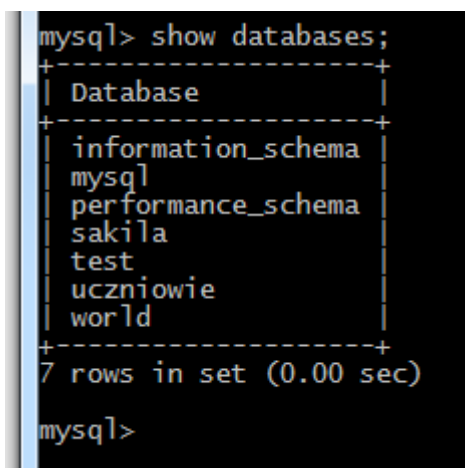 mysql> show databases;
+--------------------+
| Database           |
+--------------------+
| information_schema |
| mysql              |
| performance_schema |
| sakila             |
| test               |
| uczniowie          |
| world              |
+--------------------+
7 rows in set (0.00 sec)
mysql>